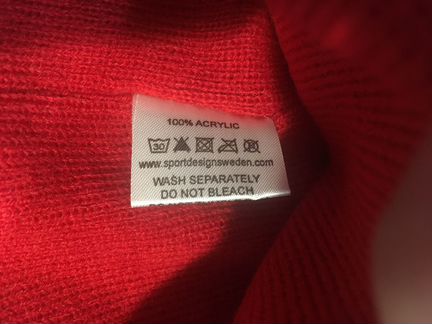 100% ACRYLIC
30
www.sportdesignsweden.com
WASH SEPARATELY
DO NOT BLEACH